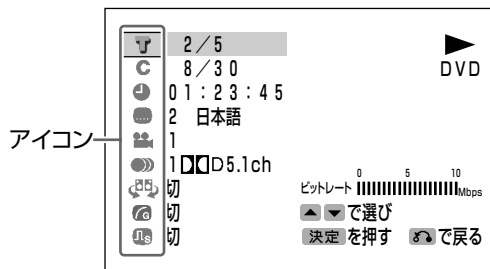 T 2/5
C 8/30
DVD
01:23:45
2 日本語
アイコン
1
1 DD D 5.1ch
切
0 5 10
ビットレート Mbps
G 切
▲▼で選び
S 切
決定 を押す で戻る